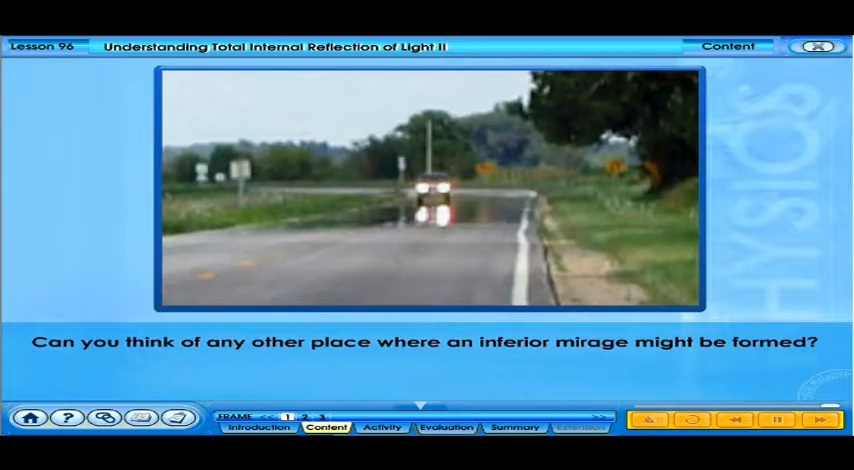 Lesson 96
Understanding Total Internal Reflection of Light II
Content
PHYSICS
Can you think of any other place where an inferior mirage might be formed?
FRAME << 1 2 3 >>
Introduction Content Activity Evaluation Summary Extension